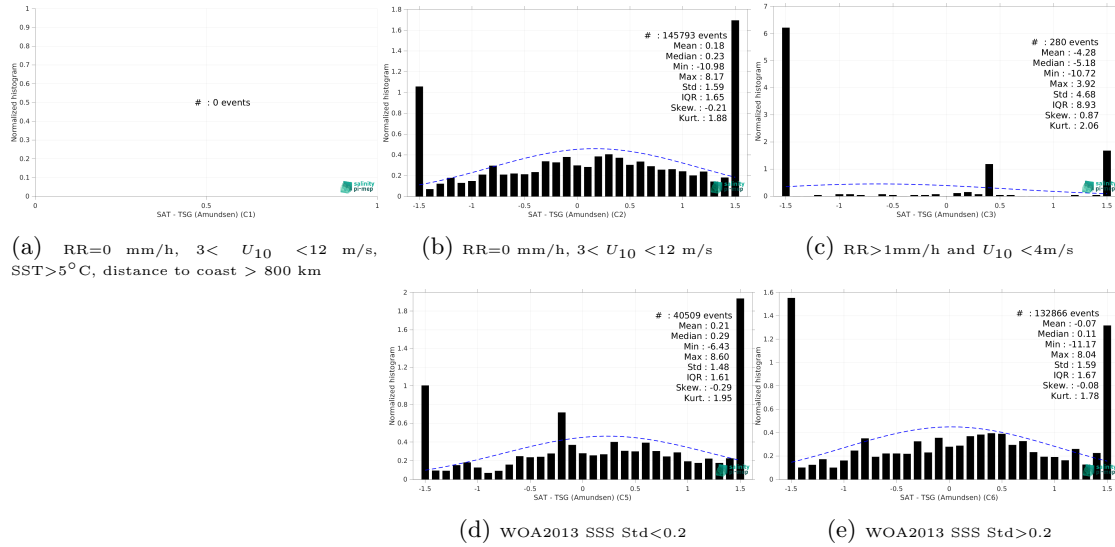 1
0.9
0.8
0.7
0.6
0.5
0.4
0.3
0.2
0.1
0
Normalized histogram
# : 0 events
0 0.5 1
SAT - TSG (Amundsen) (C1)
salinity
pi-mep
(a) RR=0 mm/h, 3< U10 <12 m/s,
SST>5°C, distance to coast > 800 km
1.8
1.6
1.4
1.2
1
0.8
0.6
0.4
0.2
0
Normalized histogram
# : 145793 events
Mean : 0.18
Median : 0.23
Min : -10.98
Max : 8.17
Std : 1.59
IQR : 1.65
Skew. : -0.21
Kurt. : 1.88
-1.5 -1 -0.5 0 0.5 1 1.5
SAT - TSG (Amundsen) (C2)
salinity
pi-mep
(b) RR=0 mm/h, 3< U10 <12 m/s
7
6
5
4
3
2
1
0
Normalized histogram
# : 280 events
Mean : -4.28
Median : -5.18
Min : -10.72
Max : 3.92
Std : 4.68
IQR : 8.93
Skew. : 0.87
Kurt. : 2.06
-1.5 -1 -0.5 0 0.5 1 1.5
SAT - TSG (Amundsen) (C3)
salinity
pi-mep
(c) RR>1mm/h and U10 <4m/s
2
1.8
1.6
1.4
1.2
1
0.8
0.6
0.4
0.2
0
Normalized histogram
# : 40509 events
Mean : 0.21
Median : 0.29
Min : -6.43
Max : 8.60
Std : 1.48
IQR : 1.61
Skew. : -0.29
Kurt. : 1.95
-1.5 -1 -0.5 0 0.5 1 1.5
SAT - TSG (Amundsen) (C5)
salinity
pi-mep
(d) WOA2013 SSS Std<0.2
1.6
1.4
1.2
1
0.8
0.6
0.4
0.2
0
Normalized histogram
# : 132866 events
Mean : -0.07
Median : 0.11
Min : -11.17
Max : 8.04
Std : 1.59
IQR : 1.67
Skew. : -0.08
Kurt. : 1.78
-1.5 -1 -0.5 0 0.5 1 1.5
SAT - TSG (Amundsen) (C6)
salinity
pi-mep
(e) WOA2013 SSS Std>0.2